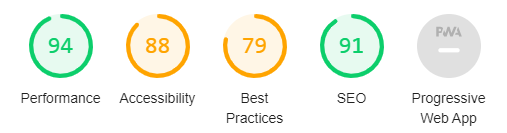 94 88 79 91 PWA
Performance Accessibility Best Practices SEO Progressive Web App